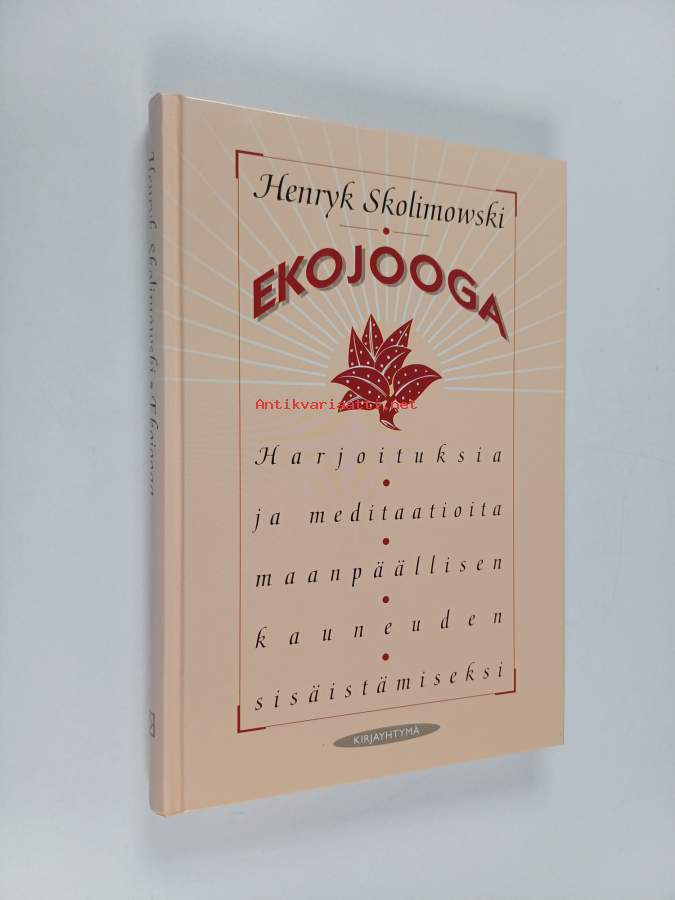 Henryk Skolimowski • Ekojooga
Henryk Skolimowski
EKOJOOGA
Antikvariaatti.net
Harjoituksia
ja meditaatioita
maanpäällisen
kauneuden
sisäistämiseksi
KIRJAYHTYMÄ